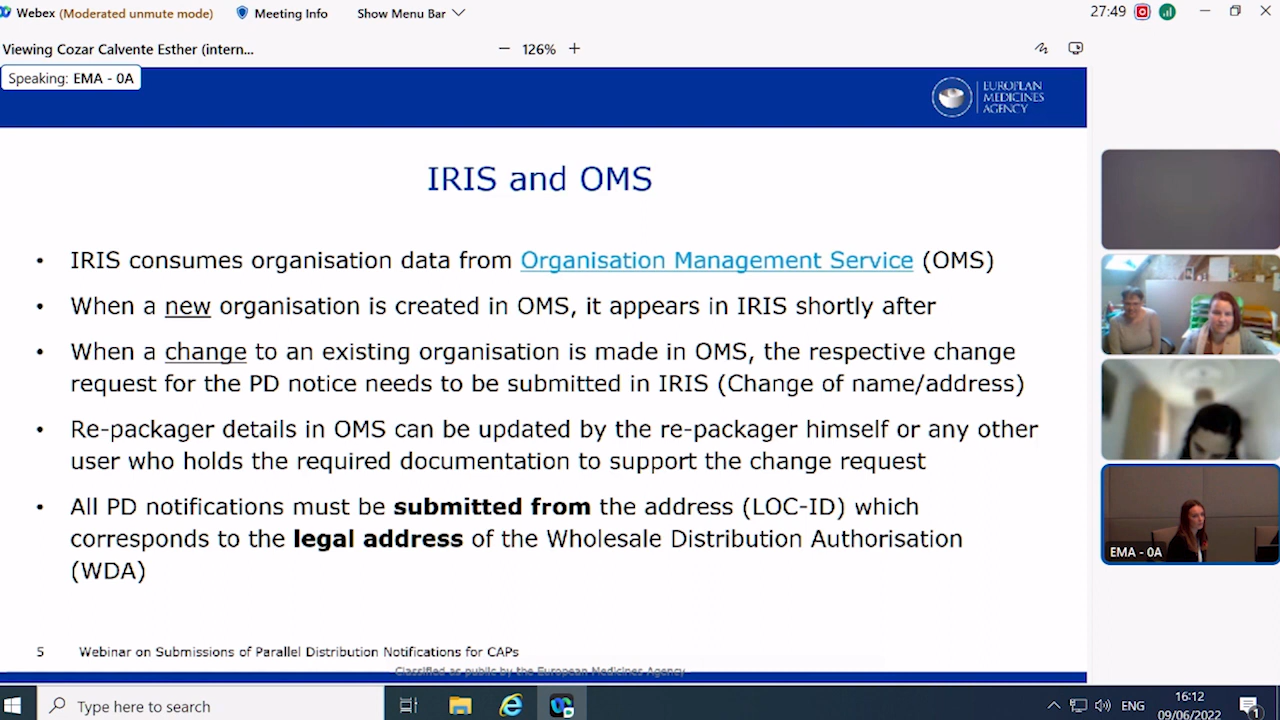 Webex (Moderated unmute mode)
Meeting Info
Show Menu Bar
27:49
Viewing Cozar Calvente Esther (intern...
126%
Speaking: EMA - 0A
EUROPEAN
MEDICINES
AGENCY
IRIS and OMS
• IRIS consumes organisation data from Organisation Management Service (OMS)
• When a new organisation is created in OMS, it appears in IRIS shortly after
• When a change to an existing organisation is made in OMS, the respective change
request for the PD notice needs to be submitted in IRIS (Change of name/address)
• Re-packager details in OMS can be updated by the re-packager himself or any other
user who holds the required documentation to support the change request
• All PD notifications must be submitted from the address (LOC-ID) which
corresponds to the legal address of the Wholesale Distribution Authorisation
(WDA)
EMA - 0A
5 Webinar on Submissions of Parallel Distribution Notifications for CAPs
Classified as public by the European Medicines Agency
Type here to search
ENG
16:12
09/06/2022
1